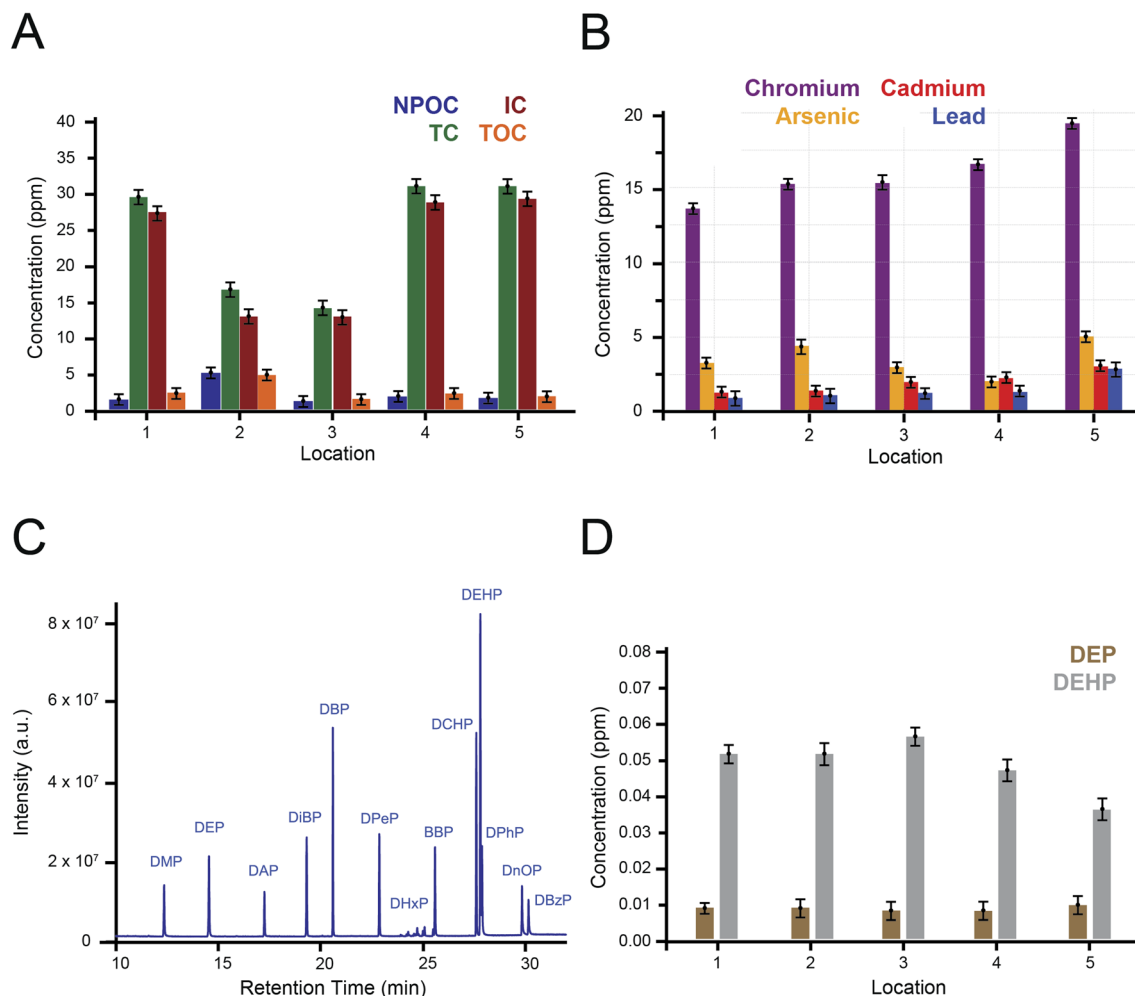 A
NPOC IC
TC TOC
Concentration (ppm)
40
35
30
25
20
15
10
5
0
1 2 3 4 5
Location
B
Chromium Cadmium
Arsenic Lead
Concentration (ppm)
20
15
10
5
0
1 2 3 4 5
Location
C
Intensity (a.u.)
8 x 10⁷
6 x 10⁷
4 x 10⁷
2 x 10⁷
0
DEHP
DBP
DCHP
DiBP
DPeP
BBP
DPhP
DEP
DMP
DAP
DnOP
DHxP
DBzP
10 15 20 25 30
Retention Time (min)
D
DEP
DEHP
Concentration (ppm)
0.08
0.07
0.06
0.05
0.04
0.03
0.02
0.01
0.00
1 2 3 4 5
Location